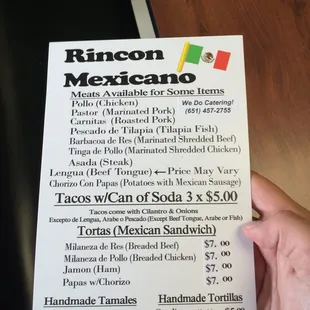 Rincon
Mexicano
Meats Available for Some Items
Pollo (Chicken)
We Do Catering!
Pastor (Marinated Pork)
(651) 457-2755
Carnitas (Roasted Pork)
Pescado de Tilapia (Tilapia Fish)
Barbacoa de Res (Marinated Shredded Beef)
Tinga de Pollo (Marinated Shredded Chicken)
Asada (Steak)
Lengua (Beef Tongue) ← Price May Vary
Chorizo Con Papas (Potatoes with Mexican Sausage)
Tacos w/Can of Soda 3 x $5.00
Tacos come with Cilantro & Onions
Excepto de Lengua, Arabe o Pescado (Except Beef Tongue, Arabe or Fish)
Tortas (Mexican Sandwich)
Milaneza de Res (Breaded Beef) $7.00
Milaneza de Pollo (Breaded Chicken) $7.00
Jamon (Ham) $7.00
Papas w/Chorizo $7.00
Handmade Tamales Handmade Tortillas